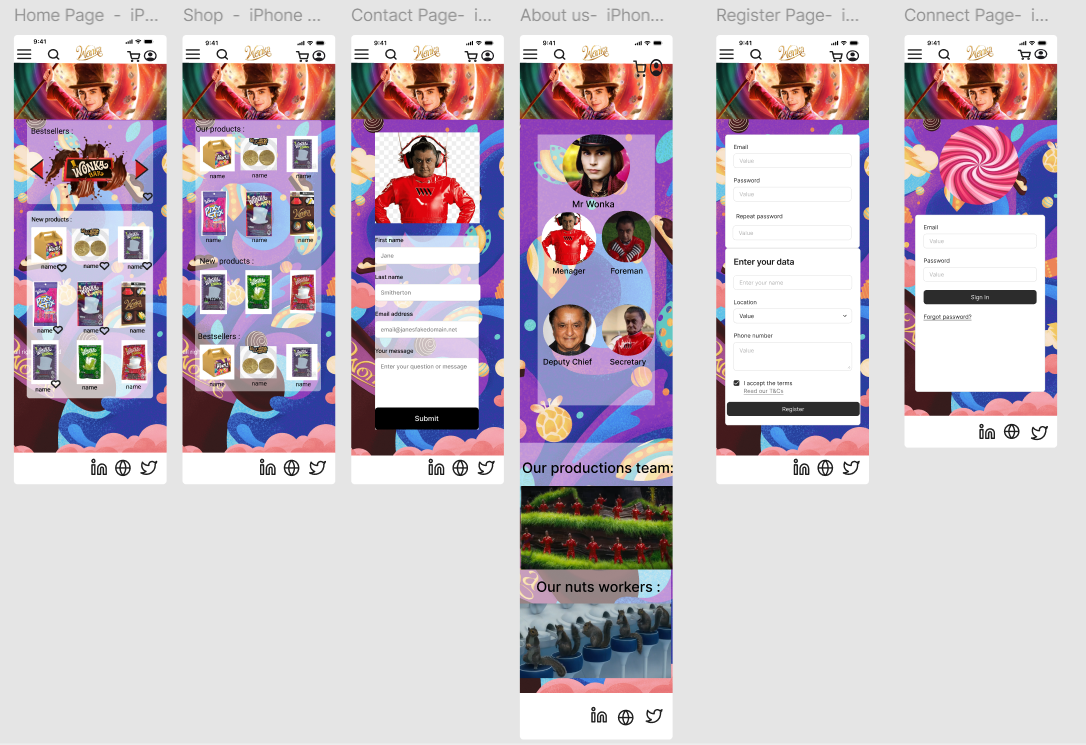 Home Page - iP...
9:41
Wonka
Bestsellers :
WONKA
BAR
New products :
name
name
name
name
name
name
name
name
name
Shop - iPhone ...
9:41
Wonka
Our products :
name
name
name
name
name
name
New products :
Bestsellers :
name
name
name
Contact Page- i...
9:41
Wonka
First name
Jane
Last name
Smitherton
Email address
email@janesfakedomain.net
Your message
Enter your question or message
Submit
About us- iPhon...
9:41
Wonka
Mr Wonka
Menager
Foreman
Deputy Chief
Secretary
Our productions team:
Our nuts workers :
Register Page- i...
9:41
Wonka
Email
Value
Password
Value
Repeat password
Value
Enter your data
Enter your name
Location
Value
Phone number
Value
I accept the terms
Read our T&Cs
Register
Connect Page- i...
9:41
Wonka
Email
Value
Password
Value
Sign In
Forgot password?